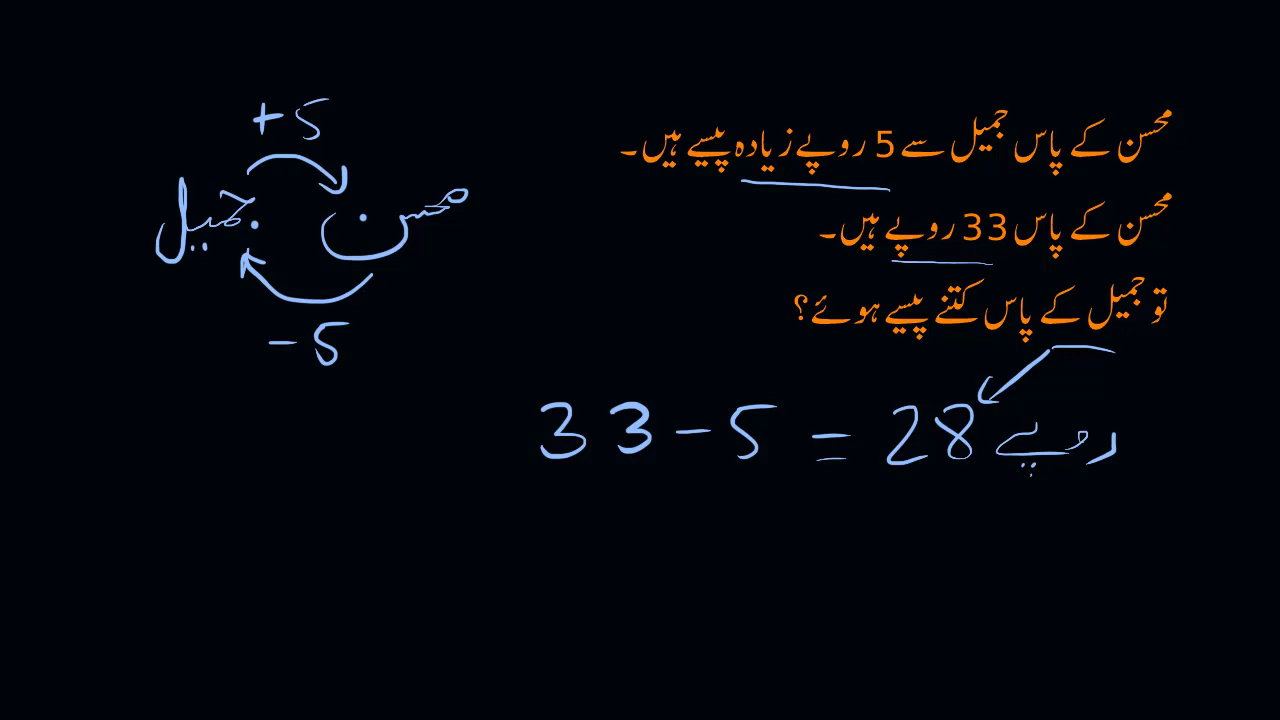 محسن کے پاس جمیل سے 5 روپے زیادہ پیسے ہیں۔
محسن کے پاس 33 روپے ہیں۔
تو جمیل کے پاس کتنے پیسے ہوئے؟
+5
محسن جمیل
-5
33-5 = 28 روپے